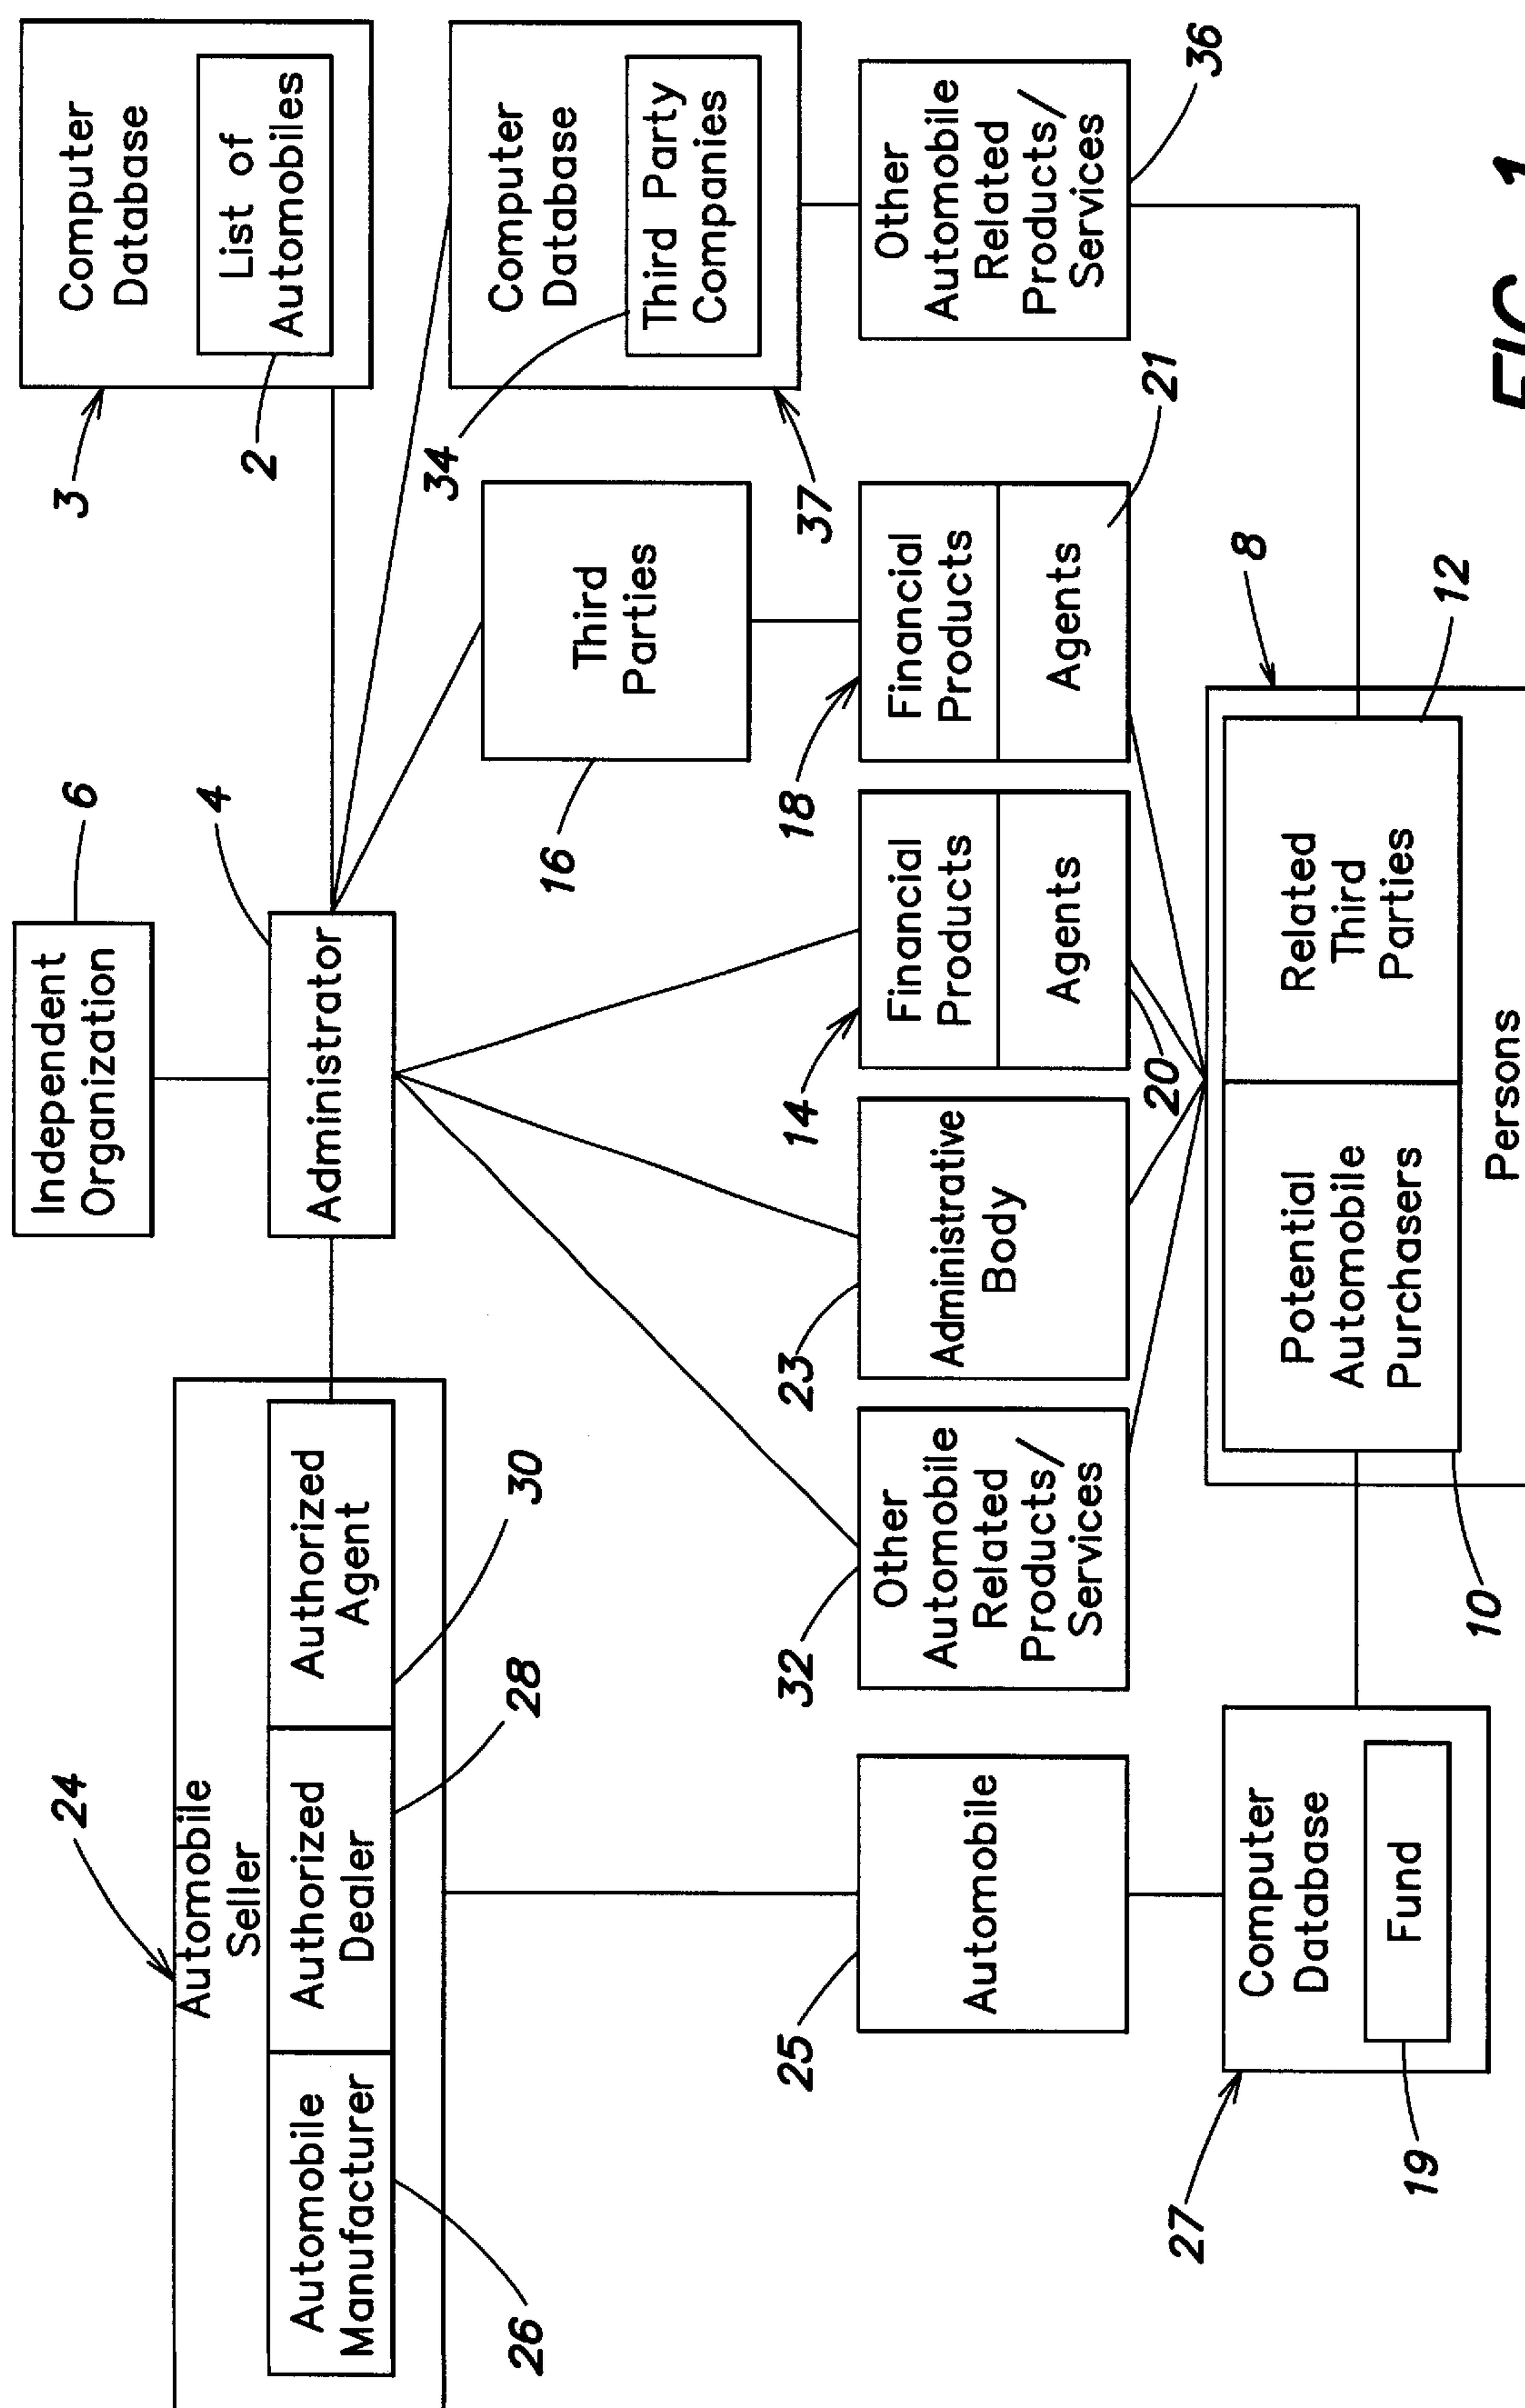 6
Independent
Organization
4
Administrator
24
Automobile
Seller
Automobile
Manufacturer
Authorized
Dealer
Authorized
Agent
26
28
30
3
Computer
Database
List of
Automobiles
2
34
Computer
Database
Third Party
Companies
37
Third
Parties
16
25
Automobile
32
Other
Automobile
Related
Products/
Services
23
Administrative
Body
14
Financial
Products
Agents
20
18
Financial
Products
Agents
21
Other
Automobile
Related
Products/
Services
36
27
Computer
Database
Fund
19
8
Potential
Automobile
Purchasers
Related
Third
Parties
Persons
10
12
FIG. 1